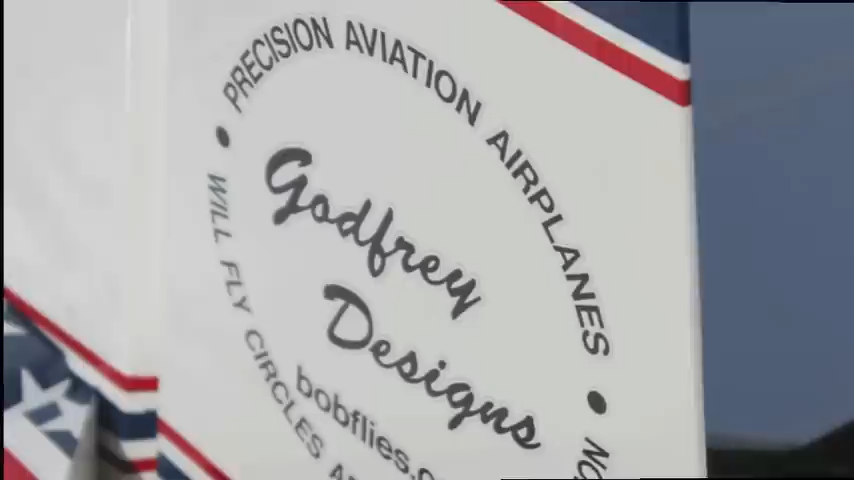 PRECISION AVIATION AIRPLANES
Godfrey
Designs
bobflies.
WILL FLY CIRCLES